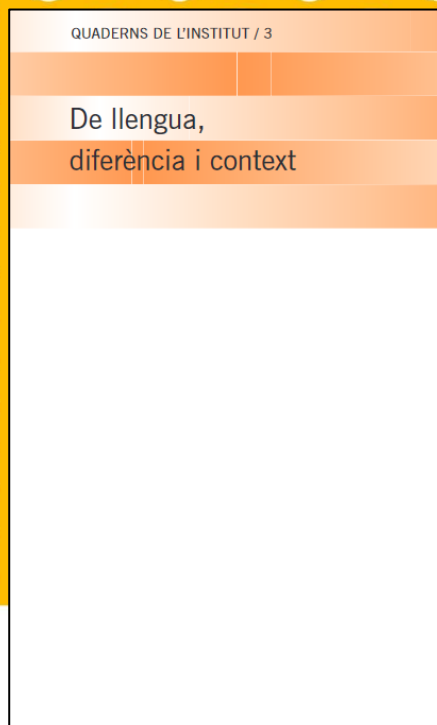 QUADERNS DE L'INSTITUT / 3
De llengua,
diferència i context